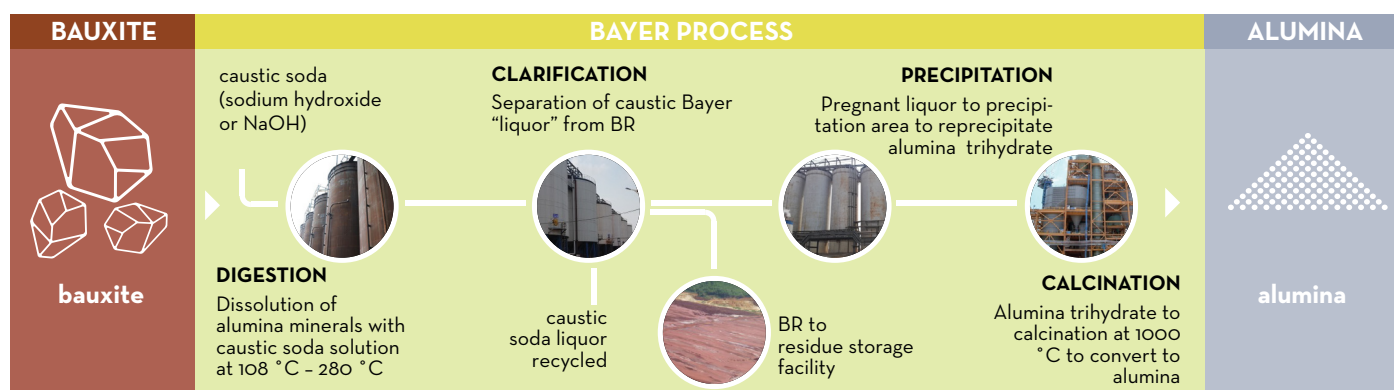 BAUXITE
BAYER PROCESS
ALUMINA
caustic soda
(sodium hydroxide
or NaOH)
CLARIFICATION
Separation of caustic Bayer
“liquor” from BR
PRECIPITATION
Pregnant liquor to precipi-
tation area to reprecipitate
alumina trihydrate
bauxite
DIGESTION
Dissolution of
alumina minerals with
caustic soda solution
at 108 °C – 280 °C
caustic
soda liquor
recycled
BR to
residue storage
facility
CALCINATION
Alumina trihydrate to
calcination at 1000
°C to convert to
alumina
alumina